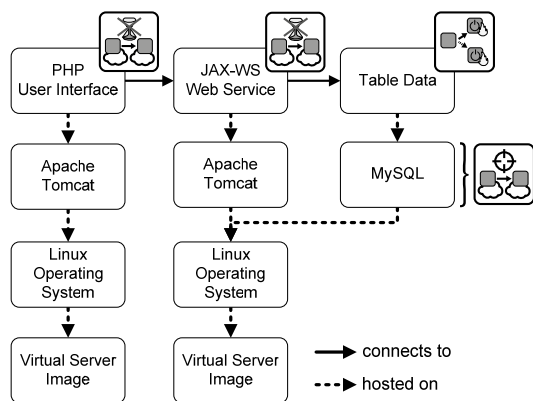 PHP
User Interface
JAX-WS
Web Service
Table Data
Apache
Tomcat
Apache
Tomcat
MySQL
Linux
Operating
System
Linux
Operating
System
Virtual Server
Image
Virtual Server
Image
connects to
hosted on